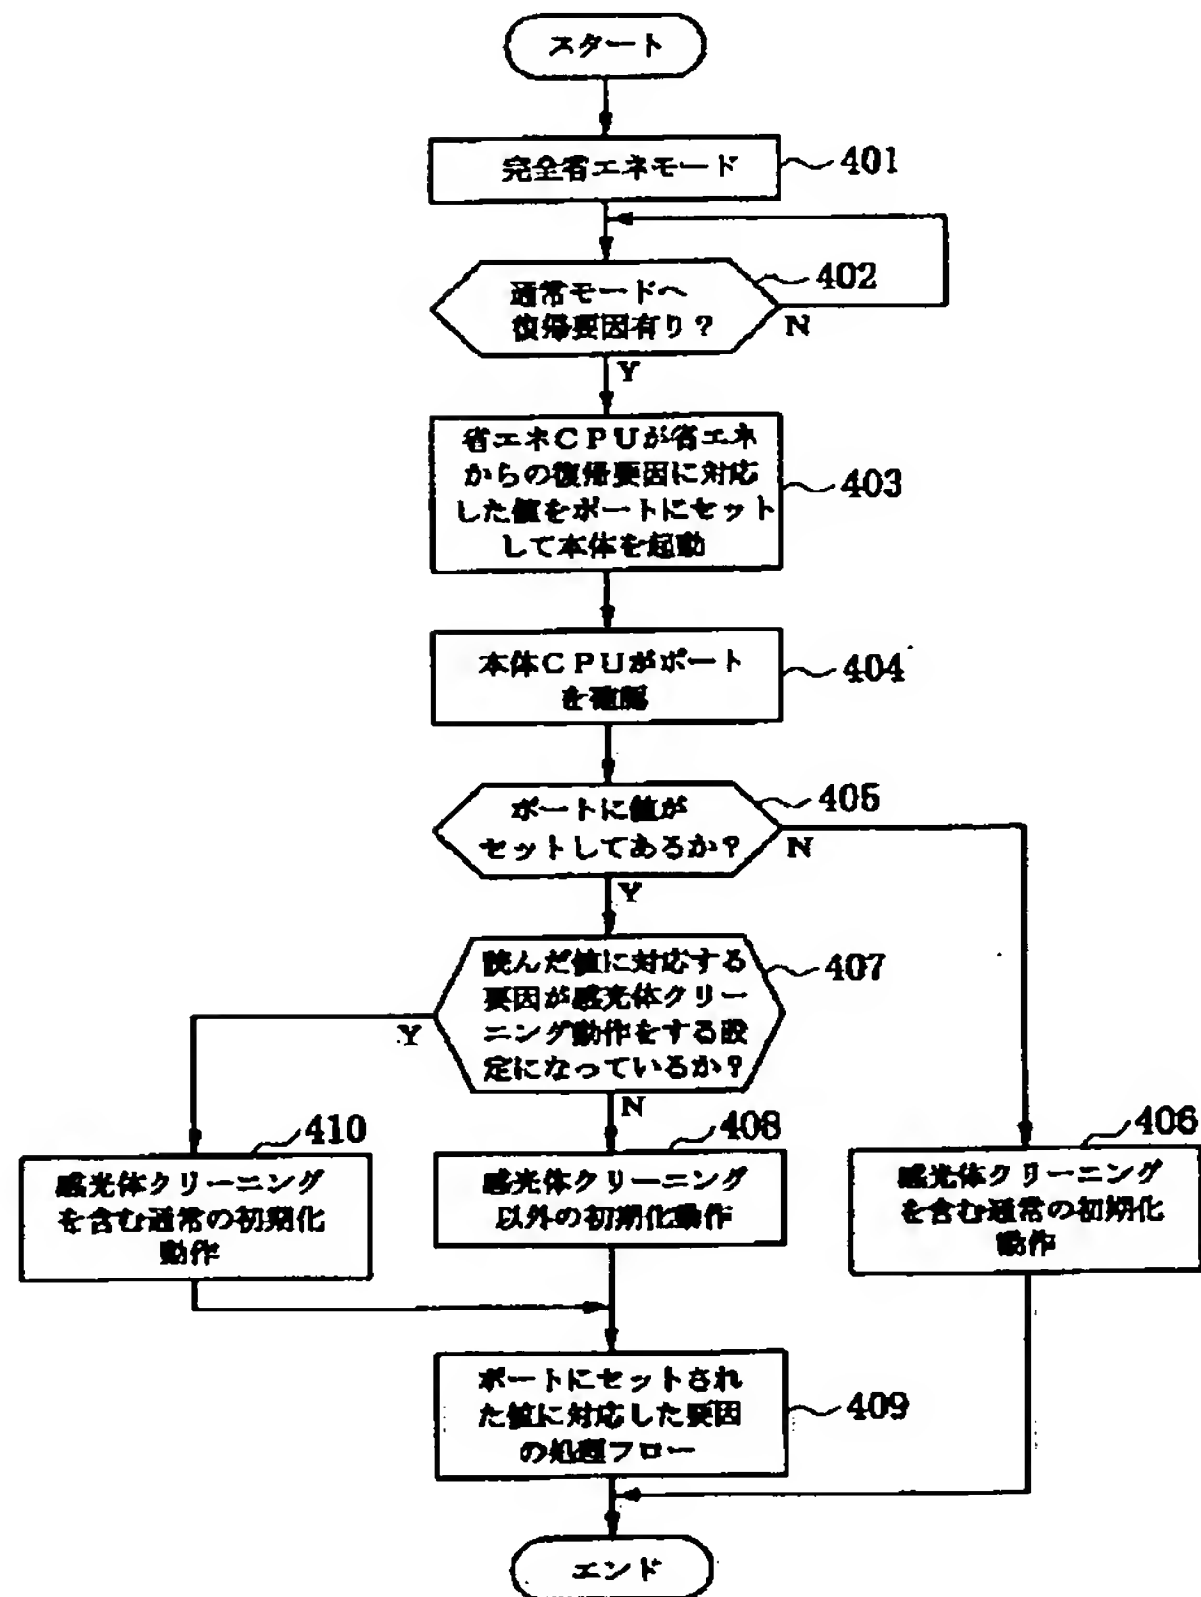 スタート
完全省エネモード
401
通常モードへ
復帰要因有り？
402
N
Y
省エネＣＰＵが省エネ
からの復帰要因に対応
した値をポートにセット
して本体を起動
403
本体ＣＰＵがポート
を確認
404
ポートに値が
セットしてあるか？
405
N
Y
読んだ値に対応する
要因が感光体クリー
ニング動作をする設
定になっているか？
407
Y
N
410
408
406
感光体クリーニング
を含む通常の初期化
動作
感光体クリーニング
以外の初期化動作
感光体クリーニング
を含む通常の初期化
動作
ポートにセットされ
た値に対応した要因
の処理フロー
409
エンド